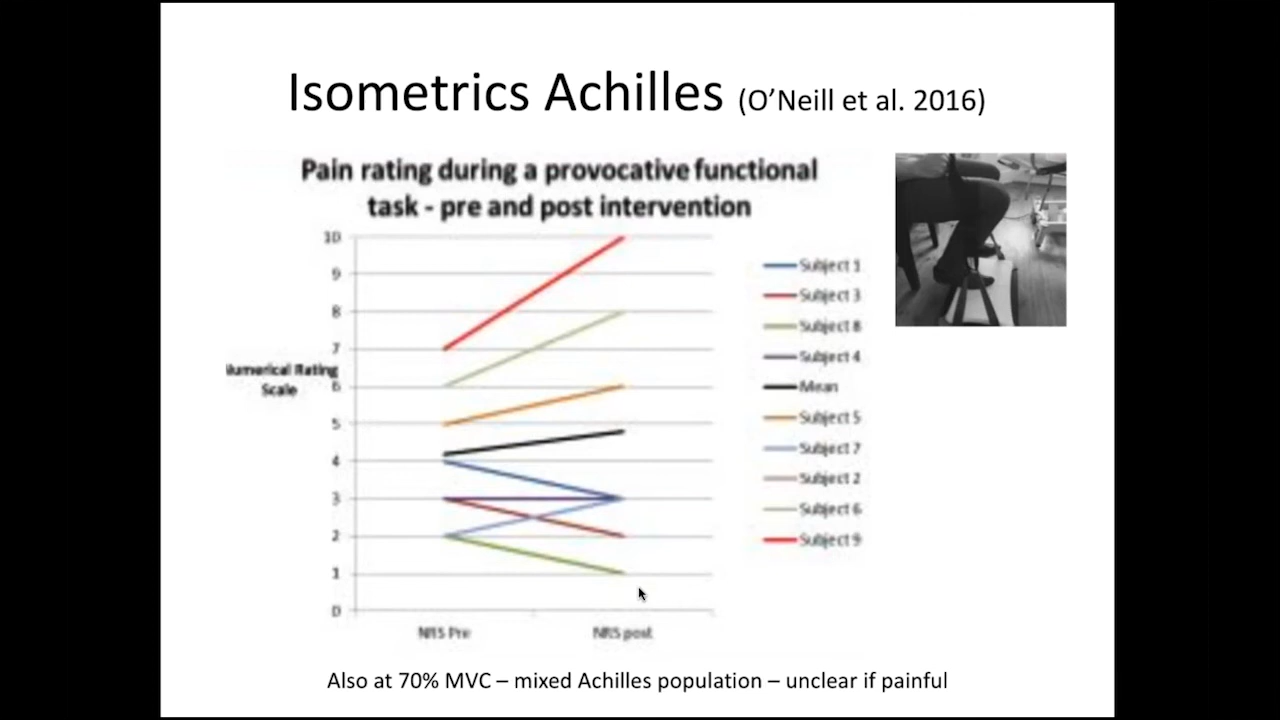 Isometrics Achilles (O’Neill et al. 2016)
Pain rating during a provocative functional
task - pre and post intervention
10
9
8
7
6
5
4
3
2
1
0
Numerical Rating
Scale
NRS Pre
NRS post
Subject 1
Subject 3
Subject 8
Subject 4
Mean
Subject 5
Subject 7
Subject 2
Subject 6
Subject 9
Also at 70% MVC – mixed Achilles population – unclear if painful